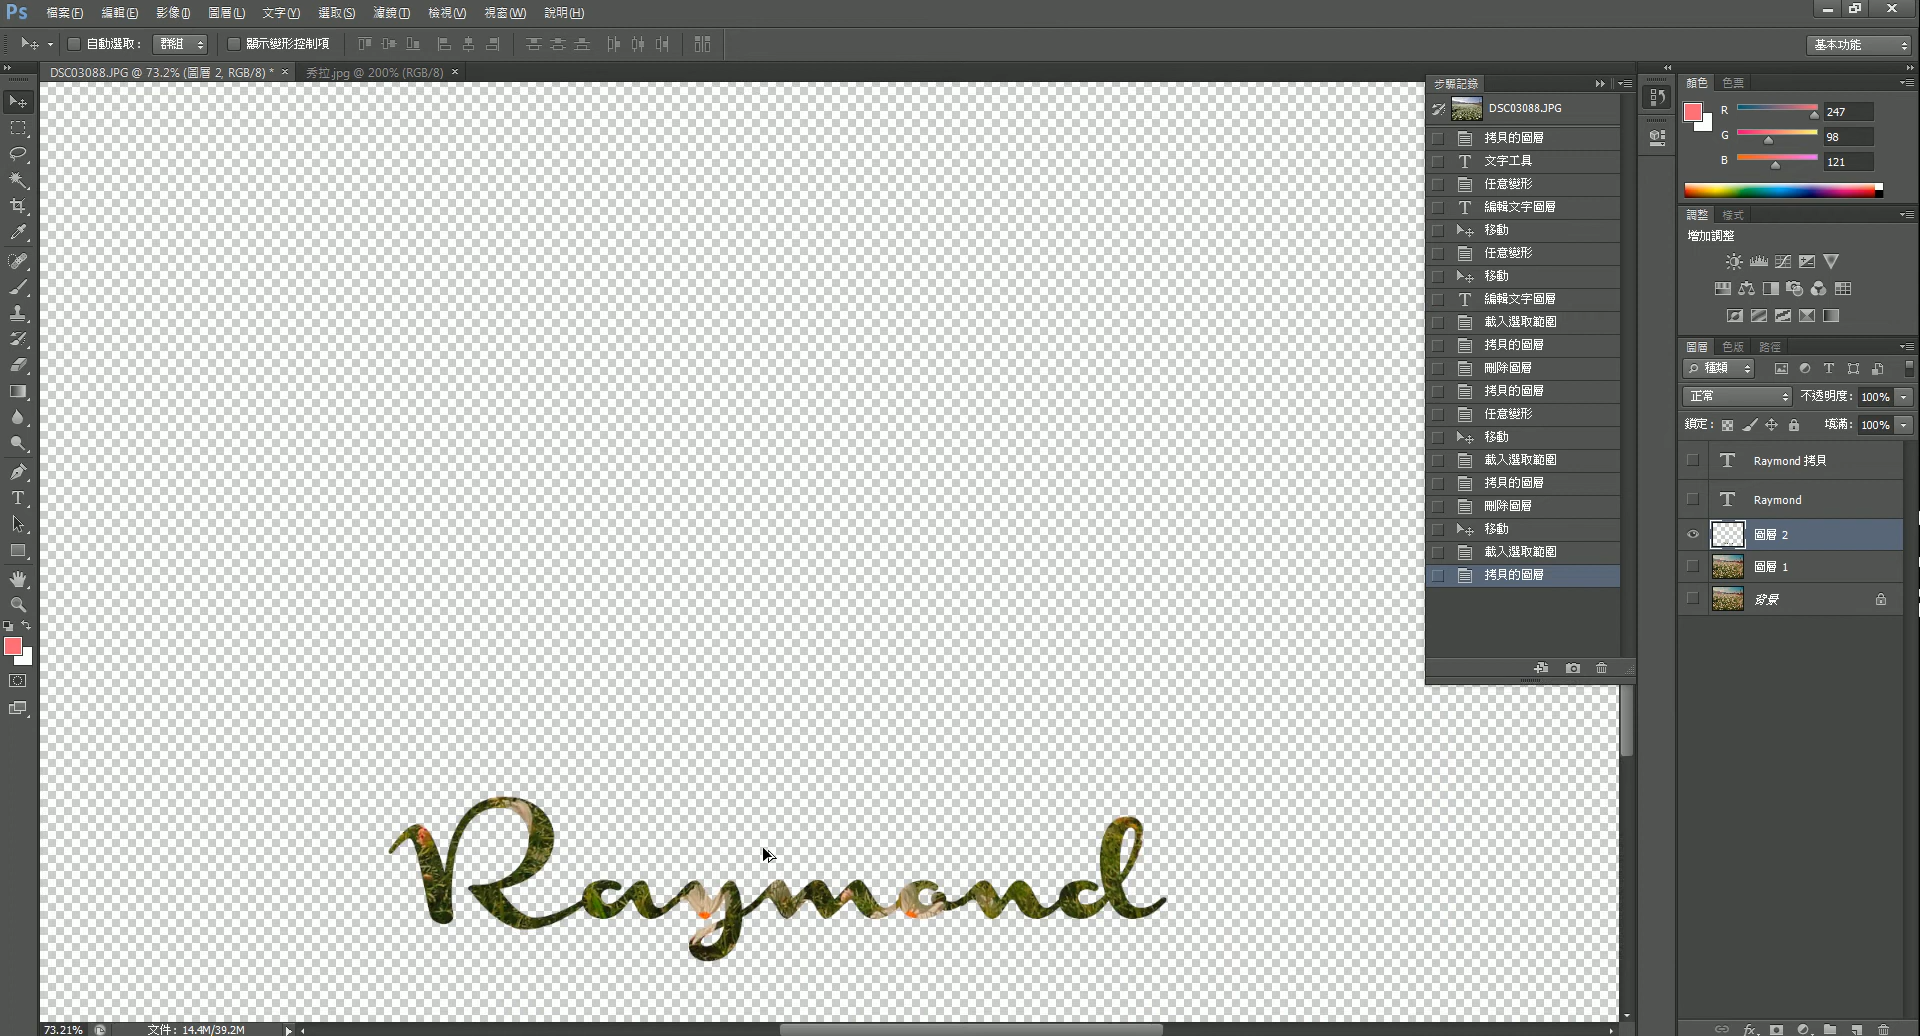 Ps 檔案(F) 編輯(E) 影像(I) 圖層(L) 文字(Y) 選取(S) 濾鏡(T) 檢視(V) 視窗(W) 說明(H)
自動選取： 群組 顯示變形控制項 基本功能
DSC03088.JPG @ 73.2% (圖層 2, RGB/8) * × 秀拉.jpg @ 200% (RGB/8) ×
步驟記錄
DSC03088.JPG
拷貝的圖層
文字工具
任意變形
編輯文字圖層
移動
任意變形
移動
編輯文字圖層
載入選取範圍
拷貝的圖層
刪除圖層
拷貝的圖層
任意變形
移動
載入選取範圍
拷貝的圖層
刪除圖層
移動
載入選取範圍
拷貝的圖層
顏色 色票
R 247
G 98
B 121
調整 樣式
增加調整
圖層 色版 路徑
種類
正常 不透明度： 100%
鎖定： 填滿： 100%
Raymond 拷貝
Raymond
圖層 2
圖層 1
背景
Raymond
73.21% 文件：14.4M/39.2M